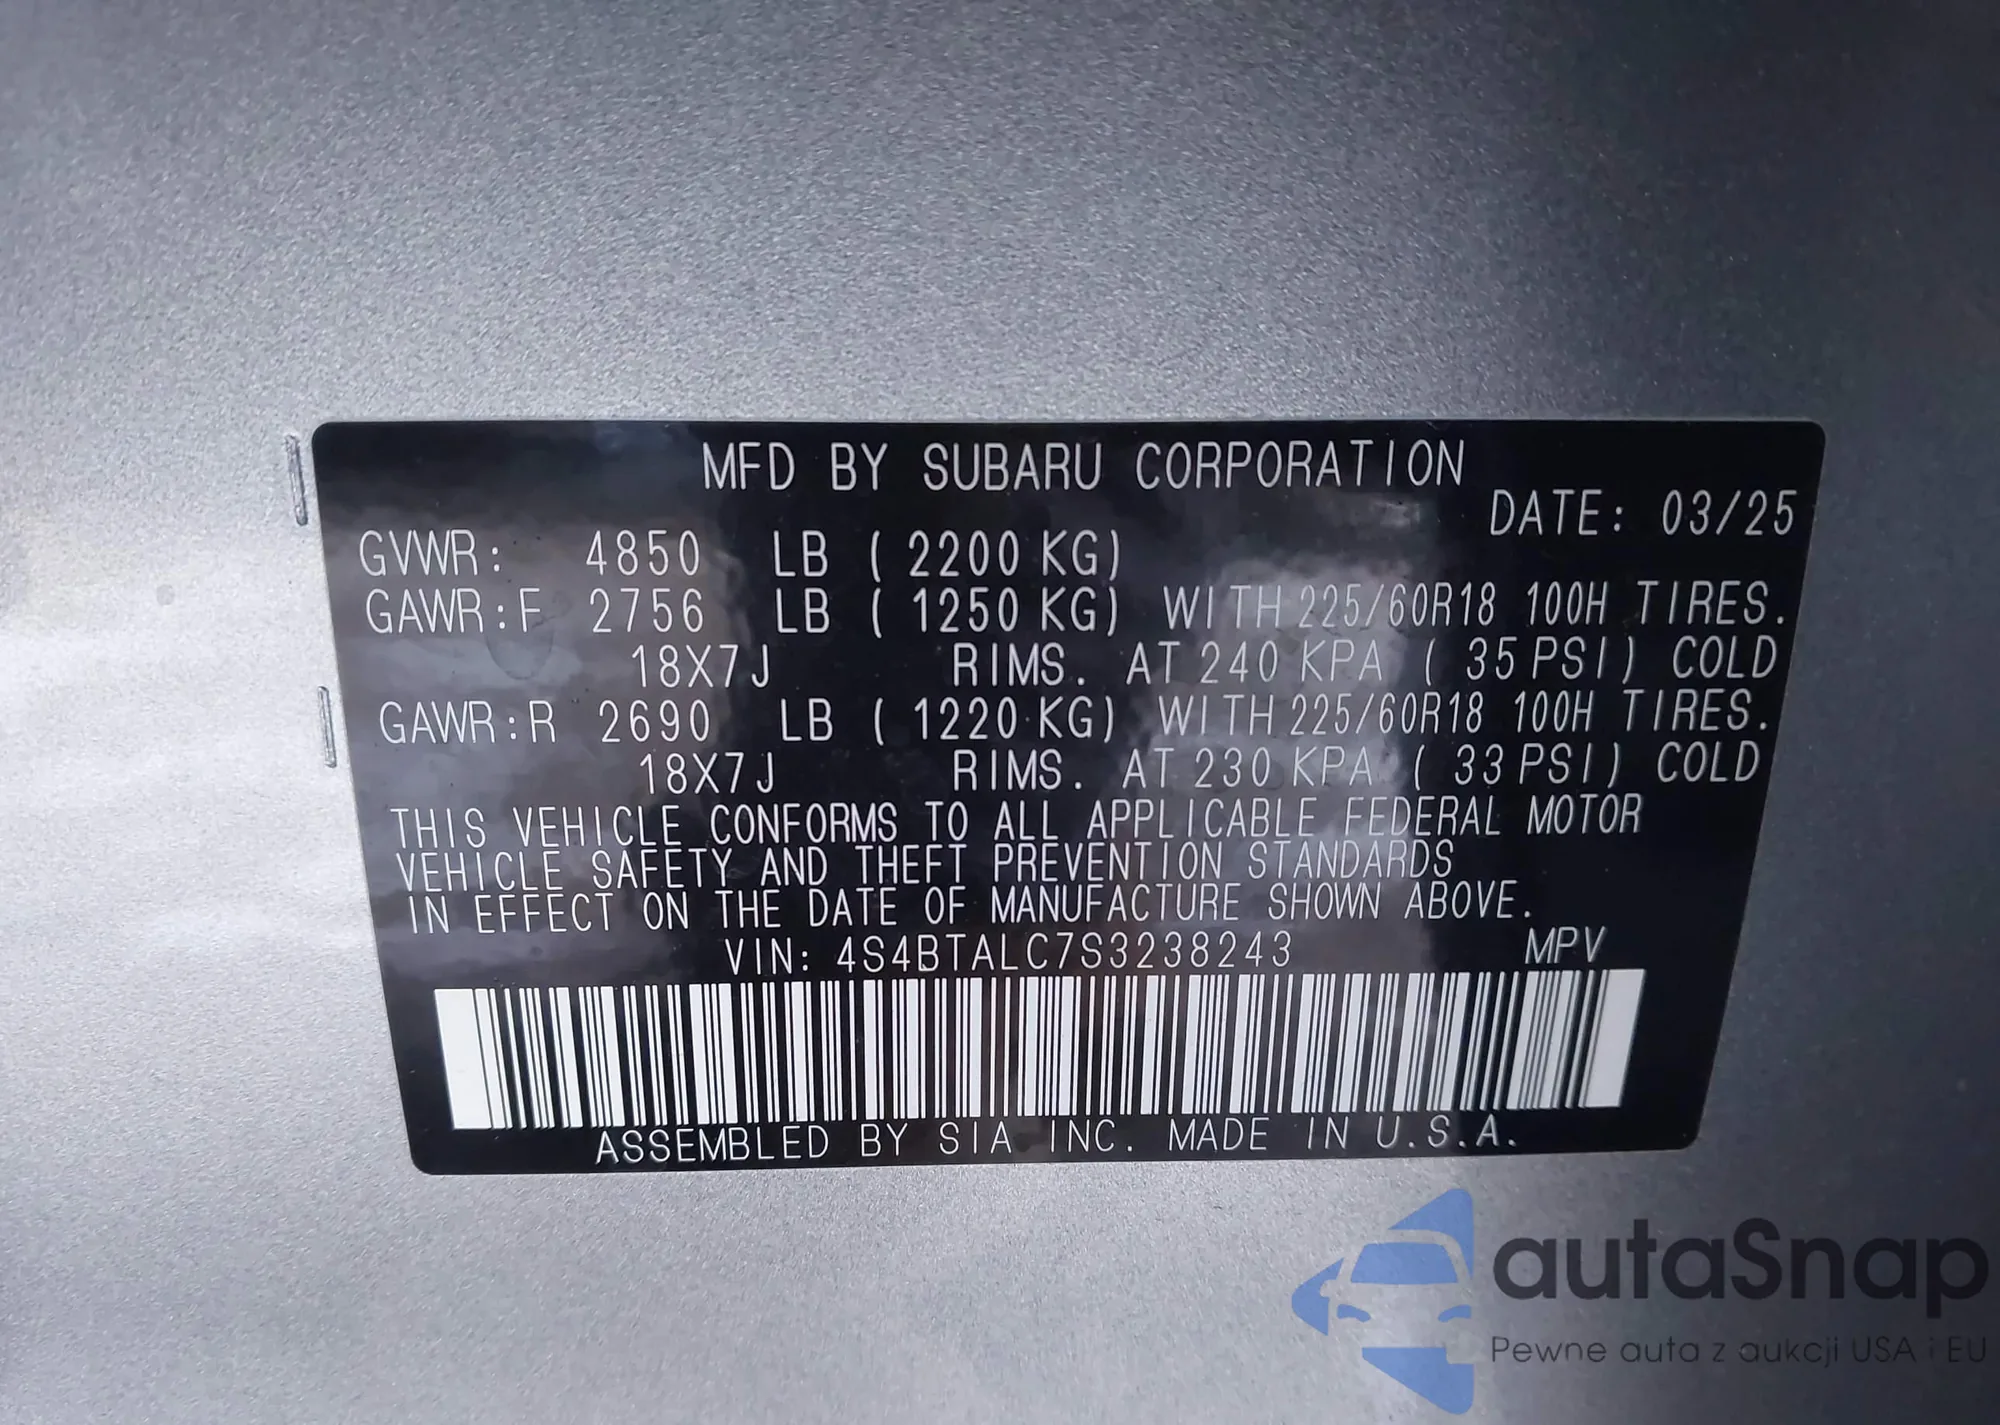 MFD BY SUBARU CORPORATION
DATE: 03/25
GVWR: 4850 LB ( 2200 KG)
GAWR:F 2756 LB ( 1250 KG) WITH 225/60R18 100H TIRES.
18X7J RIMS. AT 240 KPA ( 35 PSI) COLD
GAWR:R 2690 LB ( 1220 KG) WITH 225/60R18 100H TIRES.
18X7J RIMS. AT 230 KPA ( 33 PSI) COLD
THIS VEHICLE CONFORMS TO ALL APPLICABLE FEDERAL MOTOR
VEHICLE SAFETY AND THEFT PREVENTION STANDARDS
IN EFFECT ON THE DATE OF MANUFACTURE SHOWN ABOVE.
VIN: 4S4BTALC7S3238243 MPV
ASSEMBLED BY SIA INC. MADE IN U.S.A.
autaSnap
Pewne auta z aukcji USA i EU